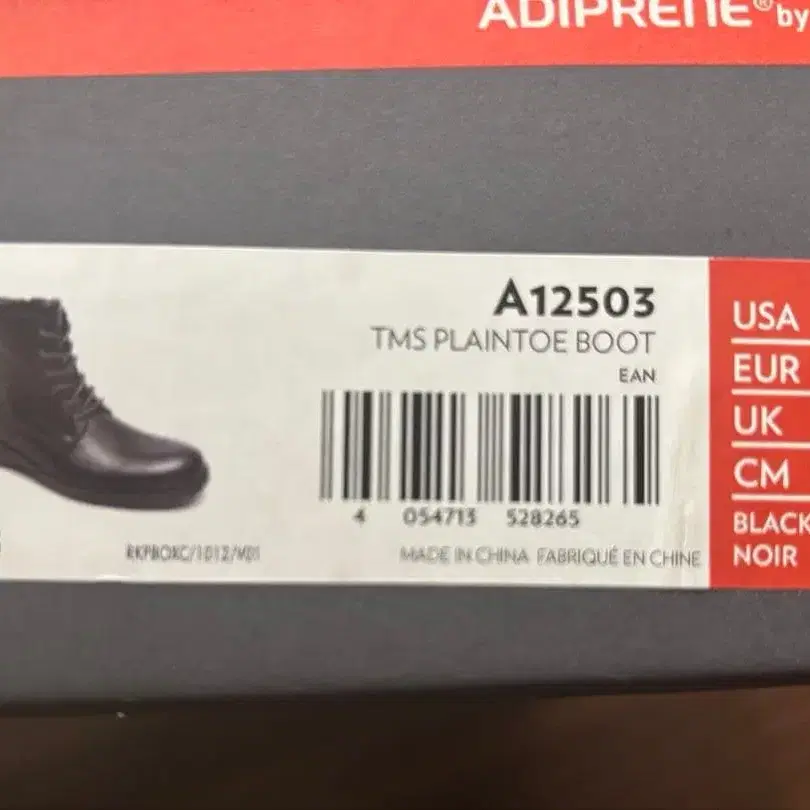 ADIPRENE® by
A12503
TMS PLAINTOE BOOT
EAN
4 054713 528265
RKPBOXC/1012/V01
MADE IN CHINA FABRIQUÉ EN CHINE
USA
EUR
UK
CM
BLACK
NOIR